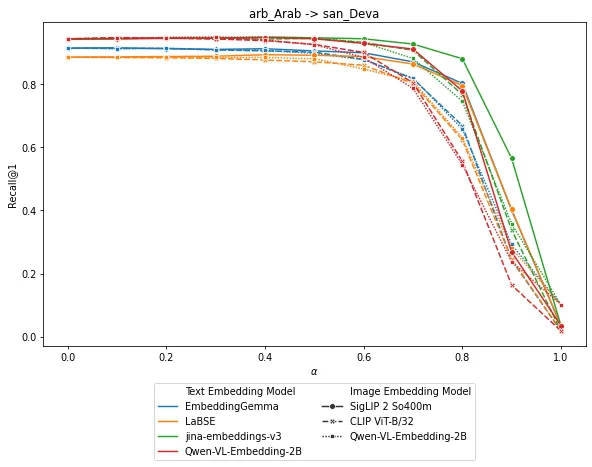 arb_Arab -> san_Deva
Recall@1
0.8
0.6
0.4
0.2
0.0
0.0 0.2 0.4 0.6 0.8 1.0
α
Text Embedding Model
EmbeddingGemma
LaBSE
jina-embeddings-v3
Qwen-VL-Embedding-2B
Image Embedding Model
SigLIP 2 So400m
CLIP ViT-B/32
Qwen-VL-Embedding-2B